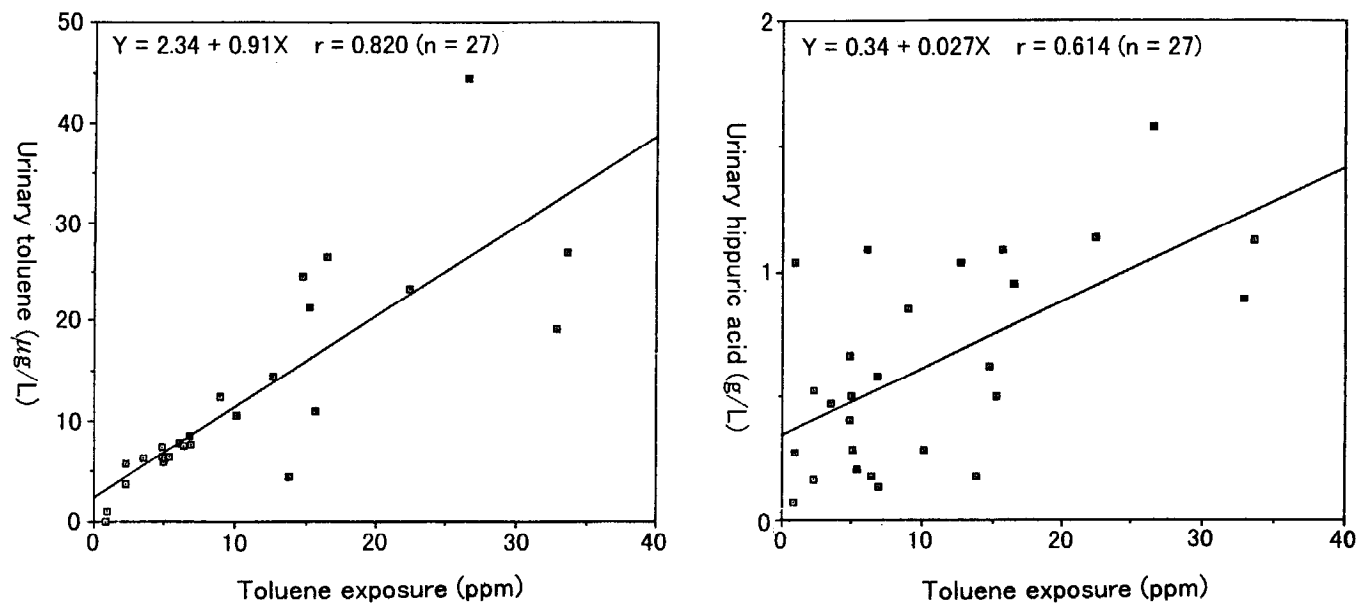 Y = 2.34 + 0.91X r = 0.820 (n = 27)
50
40
30
20
10
0
0 10 20 30 40
Urinary toluene (μg/L)
Toluene exposure (ppm)
Y = 0.34 + 0.027X r = 0.614 (n = 27)
2
1
0
0 10 20 30 40
Urinary hippuric acid (g/L)
Toluene exposure (ppm)